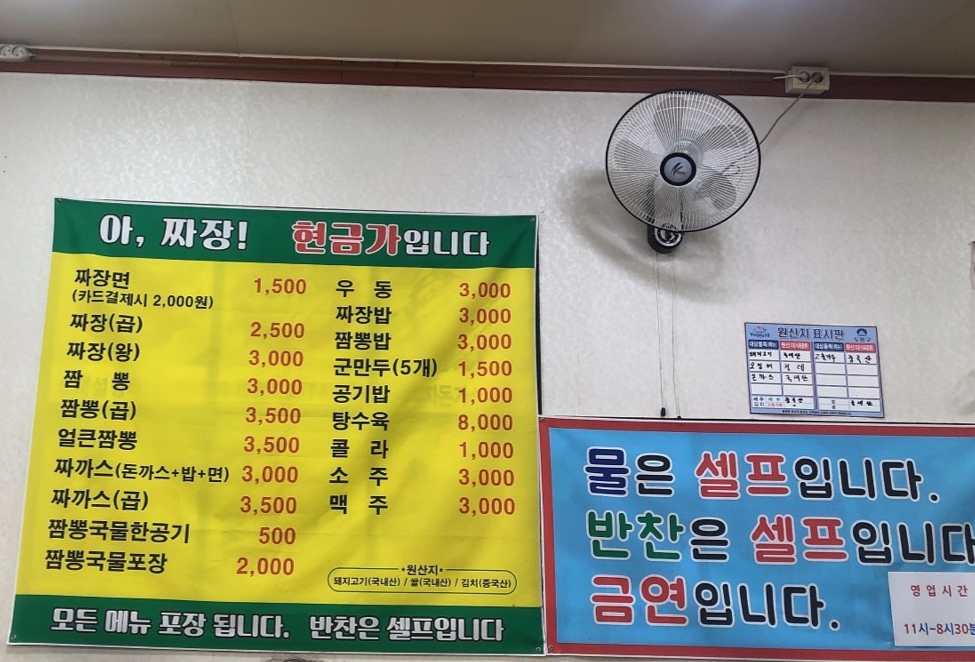 아, 짜장! 현금가입니다
짜장면 1,500
(카드결제시 2,000원)
짜장(곱) 2,500
짜장(왕) 3,000
짬 뽕 3,000
짬뽕(곱) 3,500
얼큰짬뽕 3,500
짜까스(돈까스+밥+면) 3,000
짜까스(곱) 3,500
짬뽕국물한공기 500
짬뽕국물포장 2,000
우 동 3,000
짜장밥 3,000
짬뽕밥 3,000
군만두(5개) 1,500
공기밥 1,000
탕수육 8,000
콜 라 1,000
소 주 3,000
맥 주 3,000
•원산지•
돼지고기(국내산) / 쌀(국내산) / 김치(중국산)
모든 메뉴 포장 됩니다. 반찬은 셀프입니다
원산지 표시판
물은 셀프입니다.
반찬은 셀프입니다
금연입니다.
영업시간
11시~8시30분